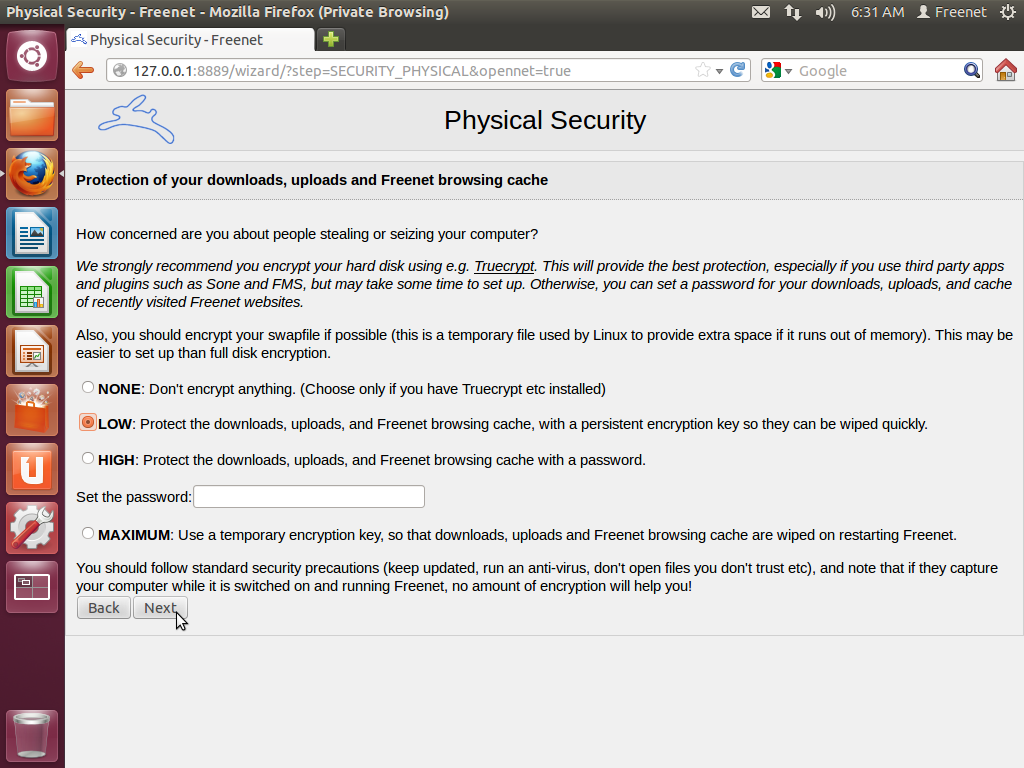 Physical Security - Freenet - Mozilla Firefox (Private Browsing)
6:31 AM Freenet
Physical Security - Freenet
127.0.0.1:8889/wizard/?step=SECURITY_PHYSICAL&opennet=true
Google
Physical Security
Protection of your downloads, uploads and Freenet browsing cache
How concerned are you about people stealing or seizing your computer?
We strongly recommend you encrypt your hard disk using e.g. Truecrypt. This will provide the best protection, especially if you use third party apps
and plugins such as Sone and FMS, but may take some time to set up. Otherwise, you can set a password for your downloads, uploads, and cache
of recently visited Freenet websites.
Also, you should encrypt your swapfile if possible (this is a temporary file used by Linux to provide extra space if it runs out of memory). This may be
easier to set up than full disk encryption.
NONE: Don't encrypt anything. (Choose only if you have Truecrypt etc installed)
LOW: Protect the downloads, uploads, and Freenet browsing cache, with a persistent encryption key so they can be wiped quickly.
HIGH: Protect the downloads, uploads, and Freenet browsing cache with a password.
Set the password:
MAXIMUM: Use a temporary encryption key, so that downloads, uploads and Freenet browsing cache are wiped on restarting Freenet.
You should follow standard security precautions (keep updated, run an anti-virus, don't open files you don't trust etc), and note that if they capture
your computer while it is switched on and running Freenet, no amount of encryption will help you!
Back Next